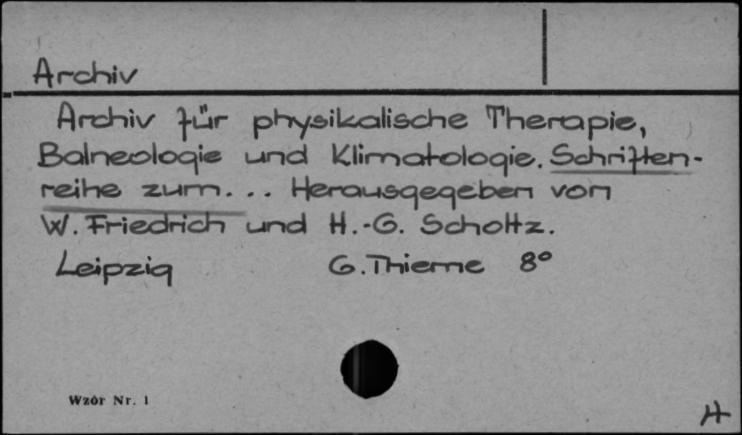 Archiv
Archiv für physikalische Therapie,
Balneologie und Klimatologie. Schriften-
reihe zum... Herausgegeben von
W. Friedrich und H.-G. Scholtz.
Leipzig G. Thieme 8°
Wzór Nr. 1